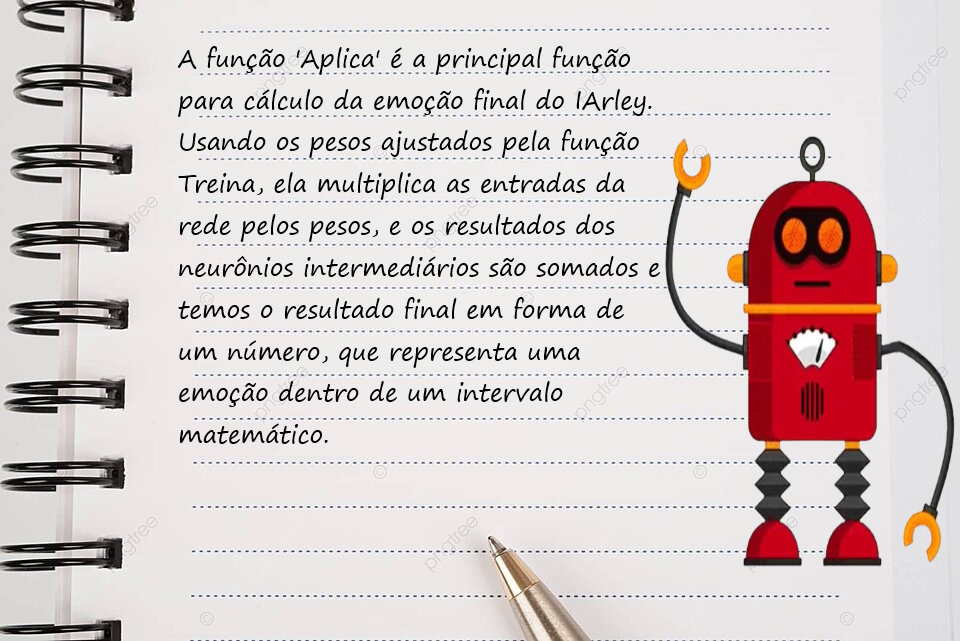 A função 'Aplica' é a principal função
para cálculo da emoção final do IArley.
Usando os pesos ajustados pela função
Treina, ela multiplica as entradas da
rede pelos pesos, e os resultados dos
neurônios intermediários são somados e
temos o resultado final em forma de
um número, que representa uma
emoção dentro de um intervalo
matemático.
pngtree